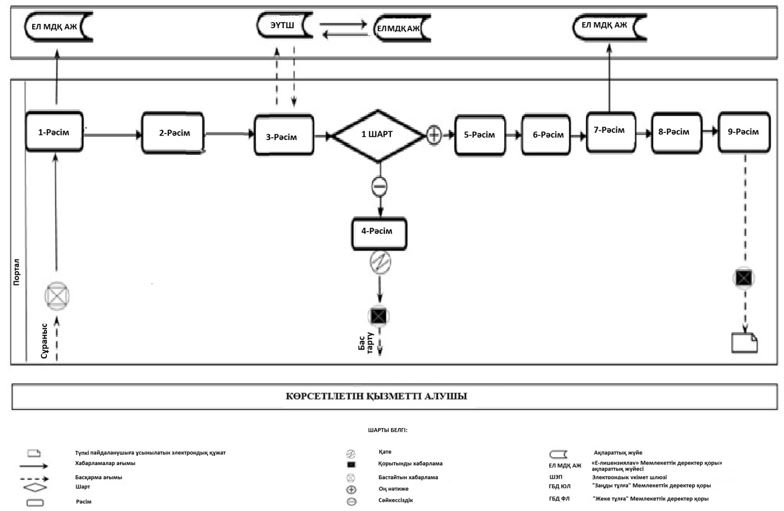 ЕЛ МДҚ АЖ
ЭҮТШ
ЕЛ МДҚ АЖ
ЕЛ МДҚ АЖ
1-Рәсім
2-Рәсім
3-Рәсім
1 ШАРТ
5-Рәсім
6-Рәсім
7-Рәсім
8-Рәсім
9-Рәсім
4-Рәсім
Портал
Сұраныс
Бас
тарту
КӨРСЕТІЛЕТІН ҚЫЗМЕТТІ АЛУШЫ
ШАРТЫ БЕЛГІ:
Түпкі пайдаланушыға ұсынылатын электрондық құжат
Хабарламалар ағымы
Басқарма ағымы
Шарт
Рәсім
Қате
Қорытынды хабарлама
Бастайтын хабарлама
Оң нәтиже
Сәйкессіздік
Ақпараттық жүйе
ЕЛ МДҚ АЖ «Е-лицензиялау» Мемлекеттік деректер қоры»
ақпараттық жүйесі
ШЭП Электрондық үкімет шлюзі
ГБД ЮЛ "Заңды тұлға" Мемлекеттік деректер қоры
ГБД ФЛ "Жеке тұлға" Мемлекеттік деректер қоры